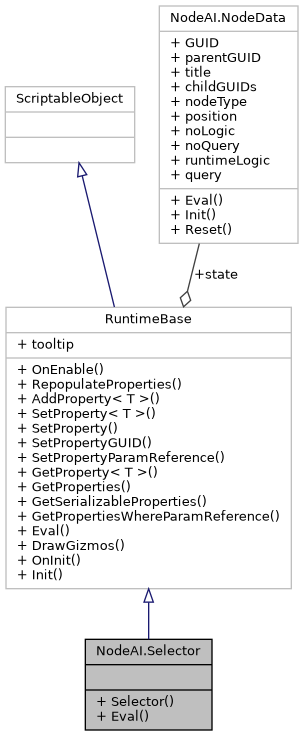 NodeAI.NodeData
+ GUID
+ parentGUID
+ title
+ childGUIDs
+ nodeType
+ position
+ noLogic
+ noQuery
+ runtimeLogic
+ query
+ Eval()
+ Init()
+ Reset()
ScriptableObject
+state
RuntimeBase
+ tooltip
+ OnEnable()
+ RepopulateProperties()
+ AddProperty< T >()
+ SetProperty< T >()
+ SetProperty()
+ SetPropertyGUID()
+ SetPropertyParamReference()
+ GetProperty< T >()
+ GetProperties()
+ GetSerializableProperties()
+ GetPropertiesWhereParamReference()
+ Eval()
+ DrawGizmos()
+ OnInit()
+ Init()
NodeAI.Selector
+ Selector()
+ Eval()